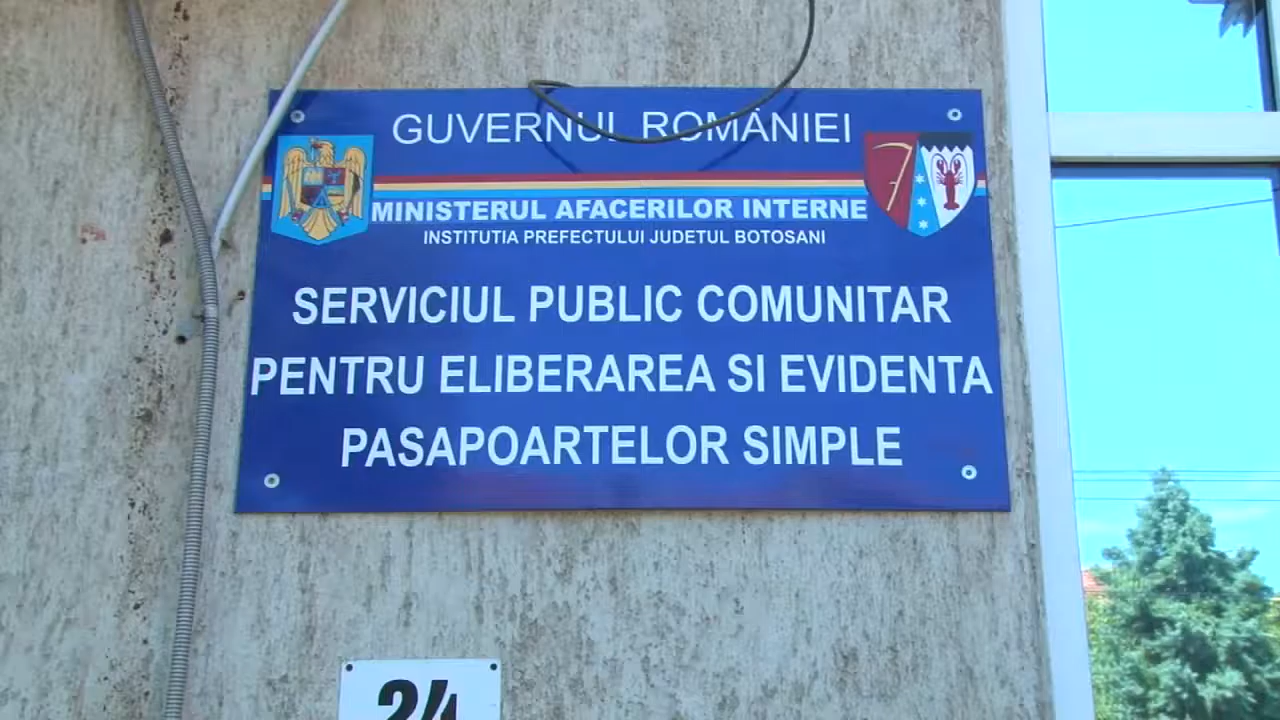 GUVERNUL ROMÂNIEI
MINISTERUL AFACERILOR INTERNE
INSTITUTIA PREFECTULUI JUDETUL BOTOSANI
SERVICIUL PUBLIC COMUNITAR
PENTRU ELIBERAREA SI EVIDENTA
PASAPOARTELOR SIMPLE
24